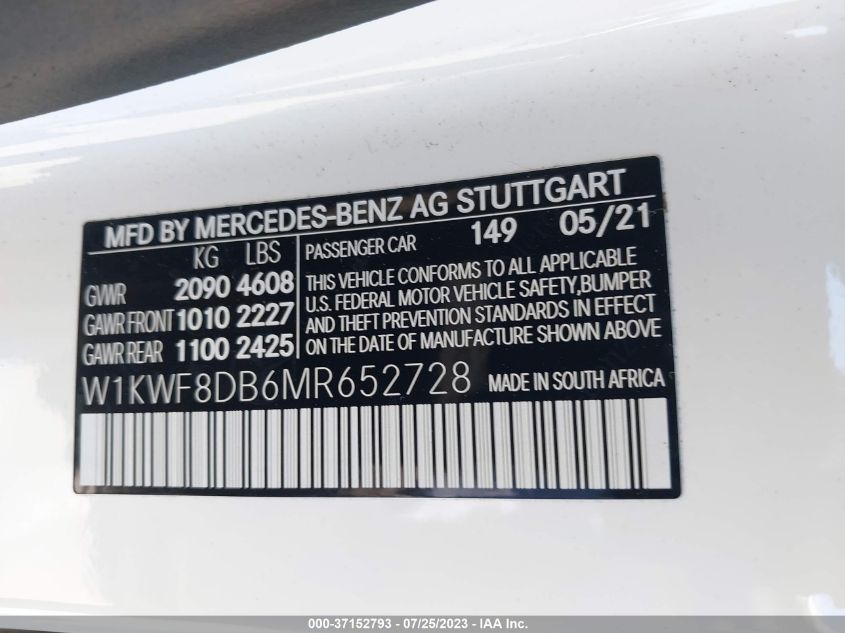 MFD BY MERCEDES-BENZ AG STUTTGART
KG LBS
GVWR 2090 4608
GAWR FRONT 1010 2227
GAWR REAR 1100 2425
PASSENGER CAR 149 05/21
THIS VEHICLE CONFORMS TO ALL APPLICABLE
U.S. FEDERAL MOTOR VEHICLE SAFETY,BUMPER
AND THEFT PREVENTION STANDARDS IN EFFECT
ON THE DATE OF MANUFACTURE SHOWN ABOVE
W1KWF8DB6MR652728 MADE IN SOUTH AFRICA
000-37152793 - 07/25/2023 - IAA Inc.